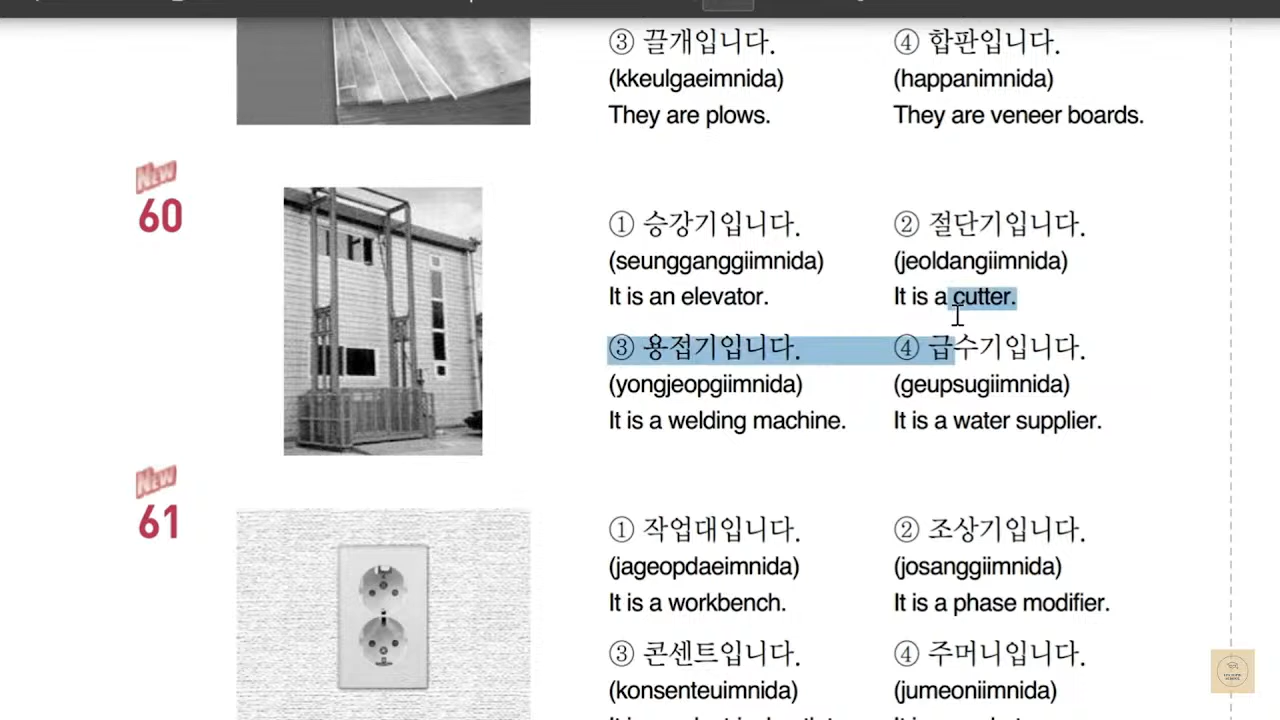 ③ 끌개입니다. ④ 합판입니다.
(kkeulgaeimnida) (happanimnida)
They are plows. They are veneer boards.
NEW
60
① 승강기입니다. ② 절단기입니다.
(seungganggiimnida) (jeoldangiimnida)
It is an elevator. It is a cutter.
③ 용접기입니다. ④ 급수기입니다.
(yongjeopgiimnida) (geupsugiimnida)
It is a welding machine. It is a water supplier.
NEW
61
① 작업대입니다. ② 조상기입니다.
(jageopdaeimnida) (josanggiimnida)
It is a workbench. It is a phase modifier.
③ 콘센트입니다. ④ 주머니입니다.
(konsenteuimnida) (jumeoniimnida)